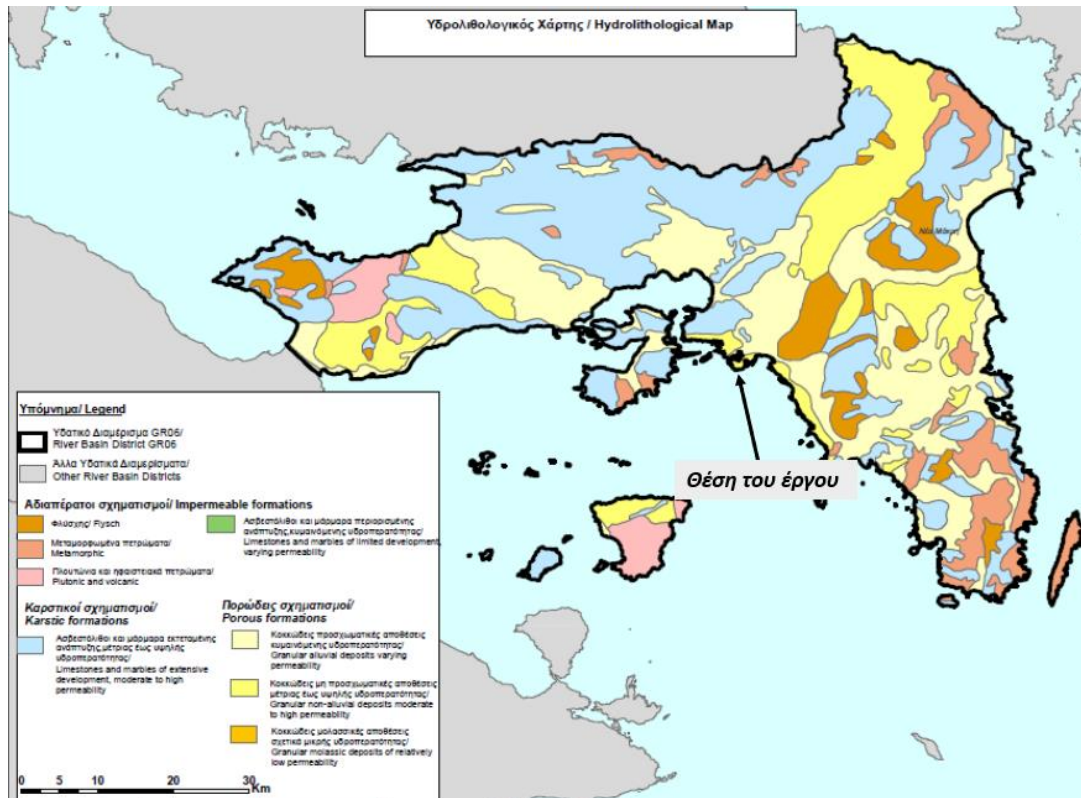 Υδρολιθολογικός Χάρτης / Hydrolithological Map
Νέα Μάκρη
Θέση του έργου
Υπόμνημα/ Legend
Υδατικό Διαμέρισμα GR06/
River Basin District GR06
Άλλα Υδατικά Διαμερίσματα/
Other River Basin Districts
Αδιαπέρατοι σχηματισμοί/ Impermeable formations
Φλύσχης/ Flysch
Μεταμορφωμένα πετρώματα/
Metamorphic
Πλουτώνια και ηφαιστειακά πετρώματα/
Plutonic and volcanic
Ασβεστόλιθοι και μάρμαρα περιορισμένης
ανάπτυξης,κυμαινόμενης υδροπερατότητας/
Limestones and marbles of limited development,
varying permeability
Καρστικοί σχηματισμοί/
Karstic formations
Ασβεστόλιθοι και μάρμαρα εκτεταμένης
ανάπτυξης,μέτριας έως υψηλής
υδροπερατότητας/
Limestones and marbles of extensive
development, moderate to high
permeability
Πορώδεις σχηματισμοί/
Porous formations
Κοκκώδεις προσχωματικές αποθέσεις
κυμαινόμενης υδροπερατότητας/
Granular alluvial deposits varying
permeability
Κοκκώδεις μη προσχωματικές αποθέσεις
μέτριας έως υψηλής υδροπερατότητας/
Granular non-alluvial deposits moderate
to high permeability
Κοκκώδεις μολασσικές αποθέσεις
σχετικά μικρής υδροπερατότητας/
Granular molassic deposits of relatively
low permeability
0 5 10 20 30
Km